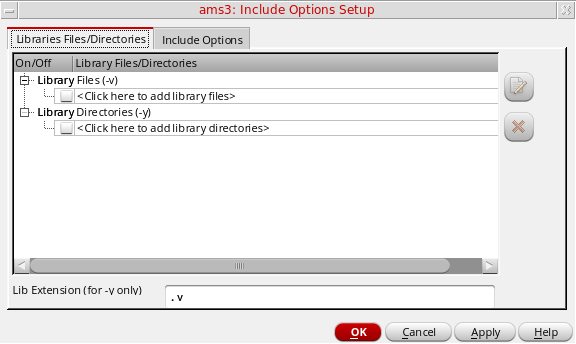 ams3: Include Options Setup
Libraries Files/Directories
Include Options
On/Off
Library Files/Directories
Library Files (-v)
<Click here to add library files>
Library Directories (-y)
<Click here to add library directories>
Lib Extension (for -y only)
.v
OK
Cancel
Apply
Help